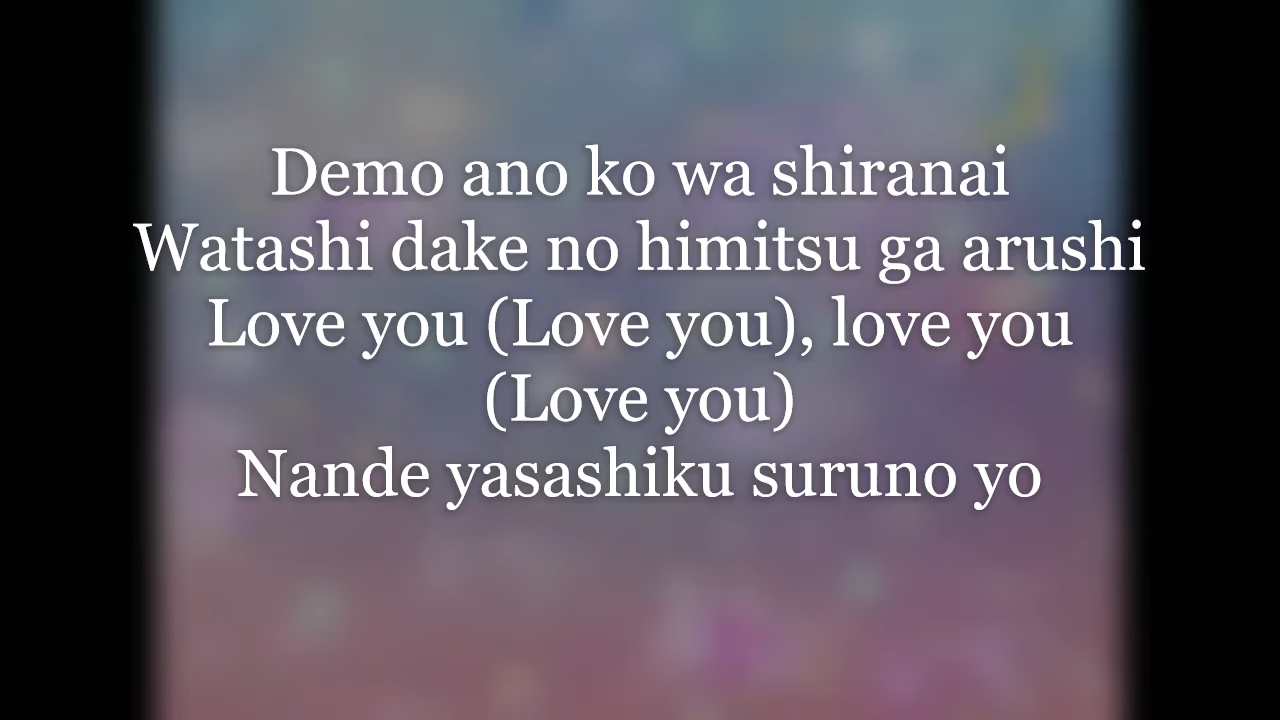 Demo ano ko wa shiranai
Watashi dake no himitsu ga arushi
Love you (Love you), love you
(Love you)
Nande yasashiku suruno yo